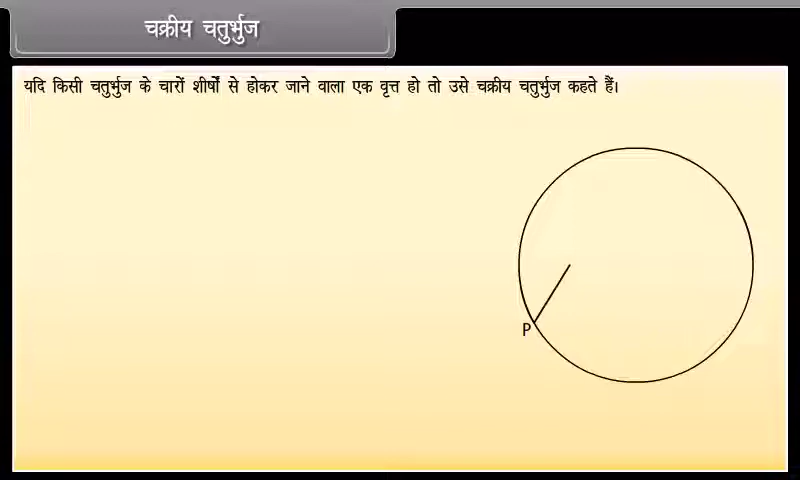 चक्रीय चतुर्भुज
यदि किसी चतुर्भुज के चारों शीर्षों से होकर जाने वाला एक वृत्त हो तो उसे चक्रीय चतुर्भुज कहते हैं।
P